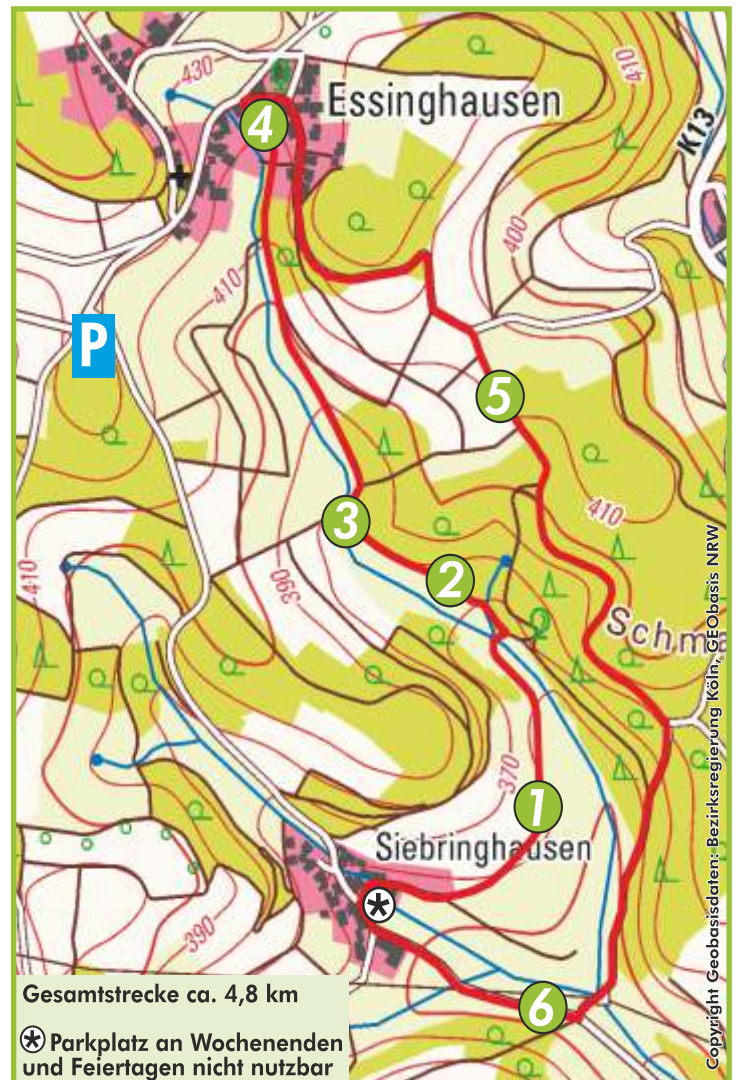 430
4
Essinghausen
410
K13
400
410
P
5
3
410
2
410
390
Schm
370
1
Siebringhausen
*
390
6
Gesamtstrecke ca. 4,8 km
* Parkplatz an Wochenenden
und Feiertagen nicht nutzbar
Copyright Geobasisdaten: Bezirksregierung Köln, GEObasis NRW